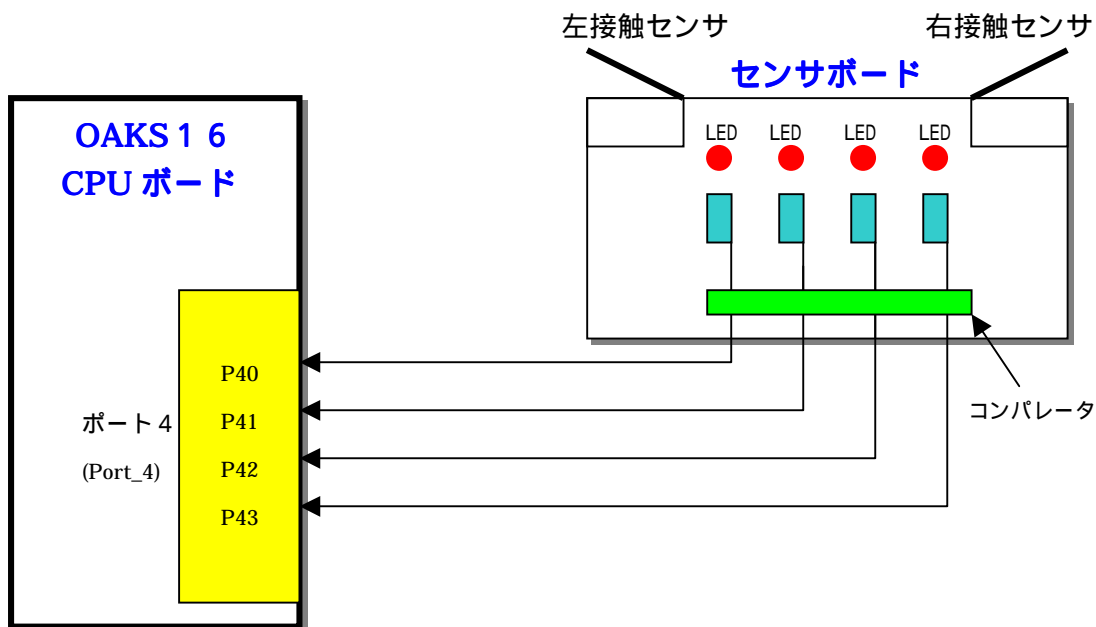 左接触センサ
右接触センサ
センサボード
OAKS１６
CPU ボード
LED
LED
LED
LED
P40
P41
P42
P43
ポート４
(Port_4)
コンパレータ